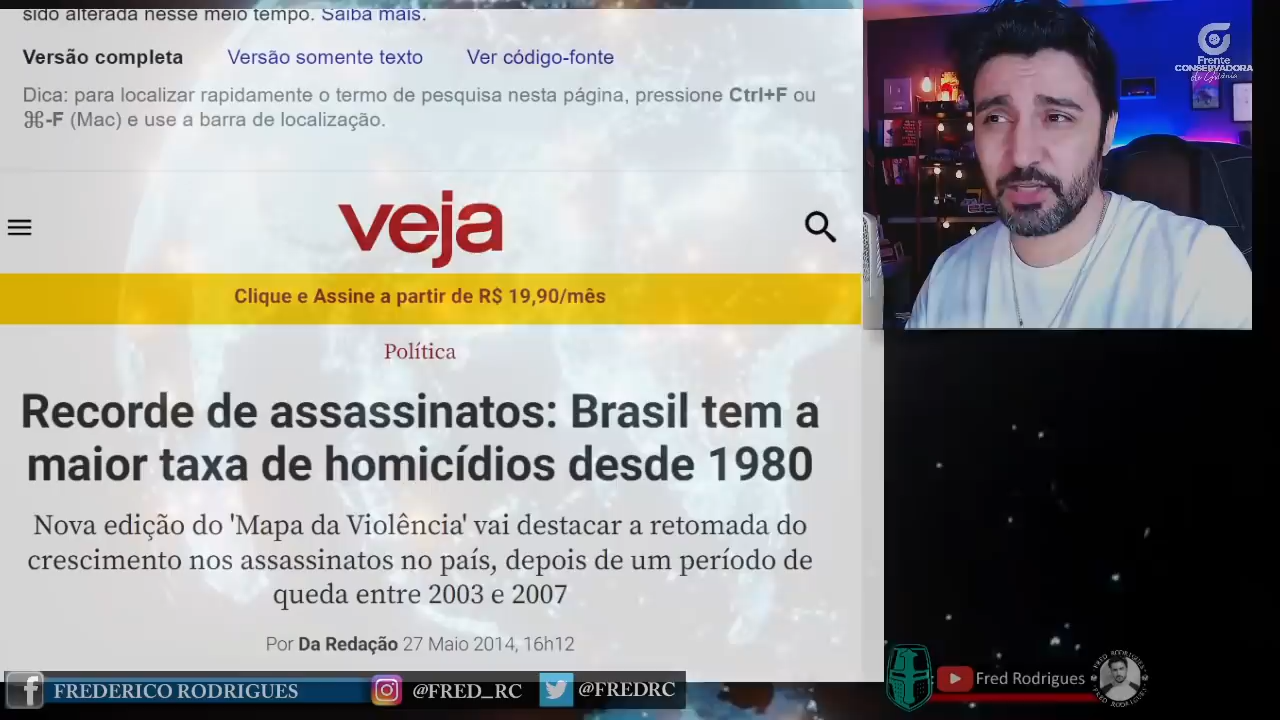 sido alterada nesse meio tempo. Saiba mais.
Versão completa Versão somente texto Ver código-fonte
Dica: para localizar rapidamente o termo de pesquisa nesta página, pressione Ctrl+F ou
⌘-F (Mac) e use a barra de localização.
veja
Clique e Assine a partir de R$ 19,90/mês
Política
Recorde de assassinatos: Brasil tem a
maior taxa de homicídios desde 1980
Nova edição do 'Mapa da Violência' vai destacar a retomada do
crescimento nos assassinatos no país, depois de um período de
queda entre 2003 e 2007
Por Da Redação 27 Maio 2014, 16h12
Frente
CONSERVADORA
de Goiânia
FREDERICO RODRIGUES @FRED_RC @FREDRC
Fred Rodrigues
FRED RODRIGUES